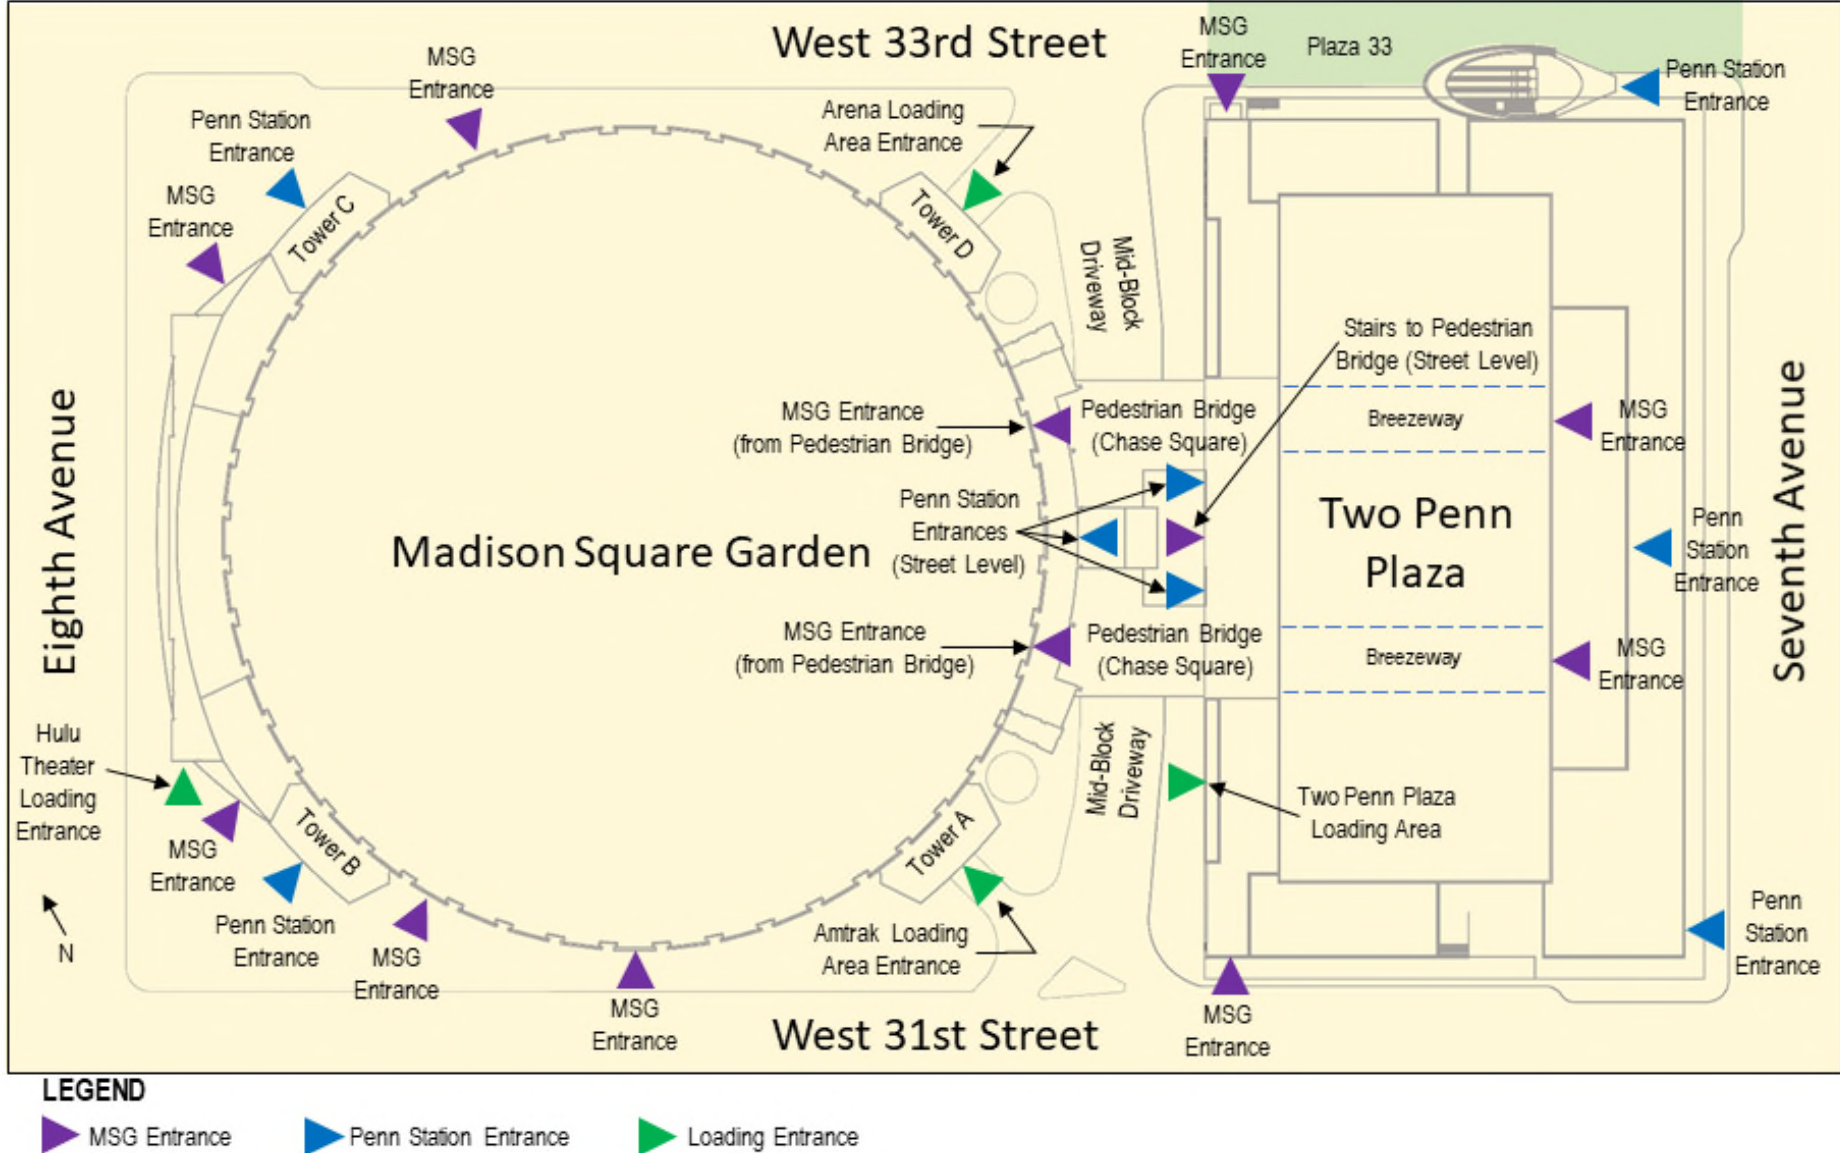 West 33rd Street
MSG
Entrance
Plaza 33
MSG
Entrance
Penn Station
Entrance
Penn Station
Entrance
Arena Loading
Area Entrance
MSG
Entrance
Tower C
Tower D
Mid-Block
Driveway
Stairs to Pedestrian
Bridge (Street Level)
MSG Entrance
(from Pedestrian Bridge)
Pedestrian Bridge
(Chase Square)
Breezeway
MSG
Entrance
Eighth Avenue
Madison Square Garden
Penn Station
Entrances
(Street Level)
Two Penn
Plaza
Penn
Station
Entrance
Seventh Avenue
MSG Entrance
(from Pedestrian Bridge)
Pedestrian Bridge
(Chase Square)
Breezeway
MSG
Entrance
Hulu
Theater
Loading
Entrance
Mid-Block
Driveway
Two Penn Plaza
Loading Area
MSG
Entrance
Tower B
Tower A
Penn Station
Entrance
MSG
Entrance
Amtrak Loading
Area Entrance
Penn
Station
Entrance
N
MSG
Entrance
West 31st Street
MSG
Entrance
LEGEND
MSG Entrance
Penn Station Entrance
Loading Entrance